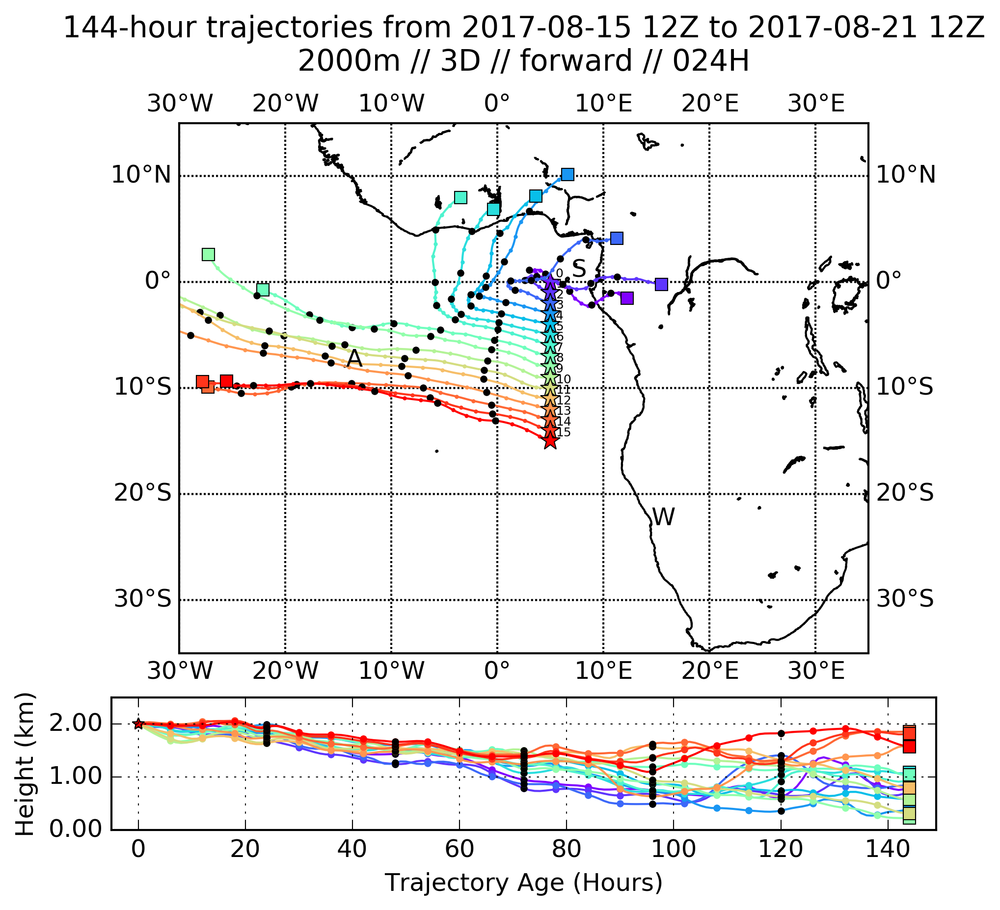 144-hour trajectories from 2017-08-15 12Z to 2017-08-21 12Z
2000m // 3D // forward // 024H
30°W 20°W 10°W 0° 10°E 20°E 30°E
10°N 10°N
0 S
0° 0°
1
2
3
4
5
6
7
A 8
9
10°S 10 10°S
11
12
13
14
15
20°S 20°S
W
30°S 30°S
30°W 20°W 10°W 0° 10°E 20°E 30°E
Height (km)
2.00
1.00
0.00
0 20 40 60 80 100 120 140
Trajectory Age (Hours)